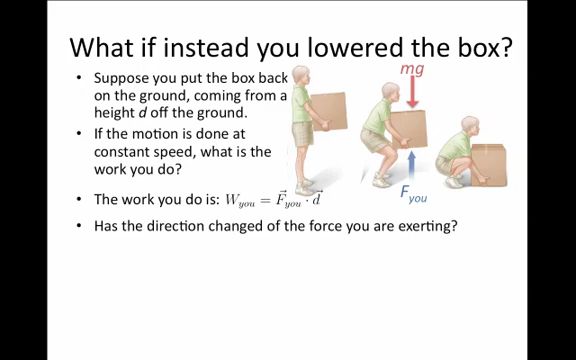 What if instead you lowered the box?
• Suppose you put the box back
on the ground, coming from a
height d off the ground.
• If the motion is done at
constant speed, what is the
work you do?
mg
F_you
• The work you do is: W_you = F⃗_you · d⃗
• Has the direction changed of the force you are exerting?